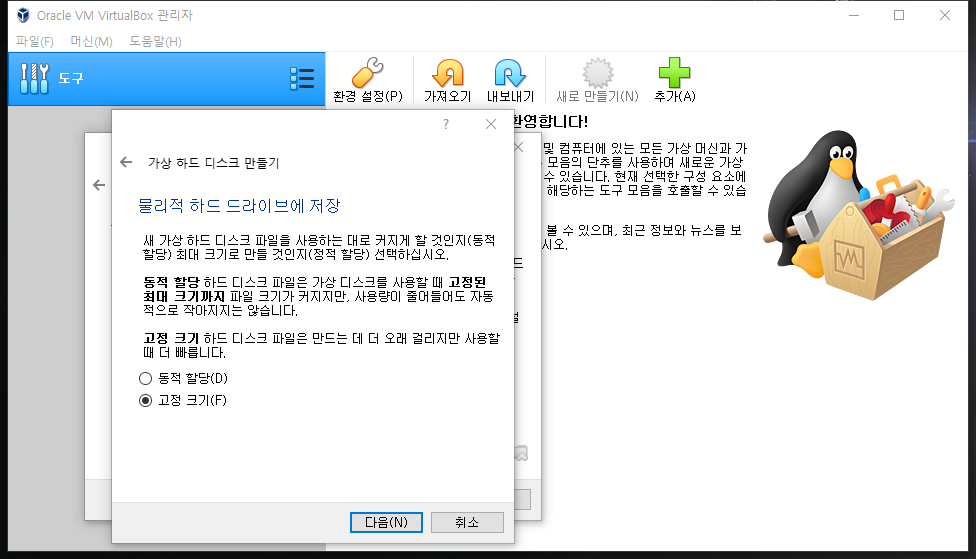 Oracle VM VirtualBox 관리자
파일(F) 머신(M) 도움말(H)
도구
환경 설정(P) 가져오기 내보내기 새로 만들기(N) 추가(A)
환영합니다!
및 컴퓨터에 있는 모든 가상 머신과 가
모음의 단추를 사용하며 새로운 가상
수 있습니다. 현재 선택한 구성 요소에
해당하는 도구 모음을 호출할 수 있습
볼 수 있으며, 최근 정보와 뉴스를 보
시오.
?
가상 하드 디스크 만들기
물리적 하드 드라이브에 저장
새 가상 하드 디스크 파일을 사용하는 대로 커지게 할 것인지(동적
할당) 최대 크기로 만들 것인지(정적 할당) 선택하십시오.
동적 할당 하드 디스크 파일은 가상 디스크를 사용할 때 고정된
최대 크기까지 파일 크기가 커지지만, 사용량이 줄어들어도 자동
적으로 작아지지는 않습니다.
고정 크기 하드 디스크 파일은 만드는 데 더 오래 걸리지만 사용할
때 더 빠릅니다.
동적 할당(D)
고정 크기(F)
다음(N) 취소